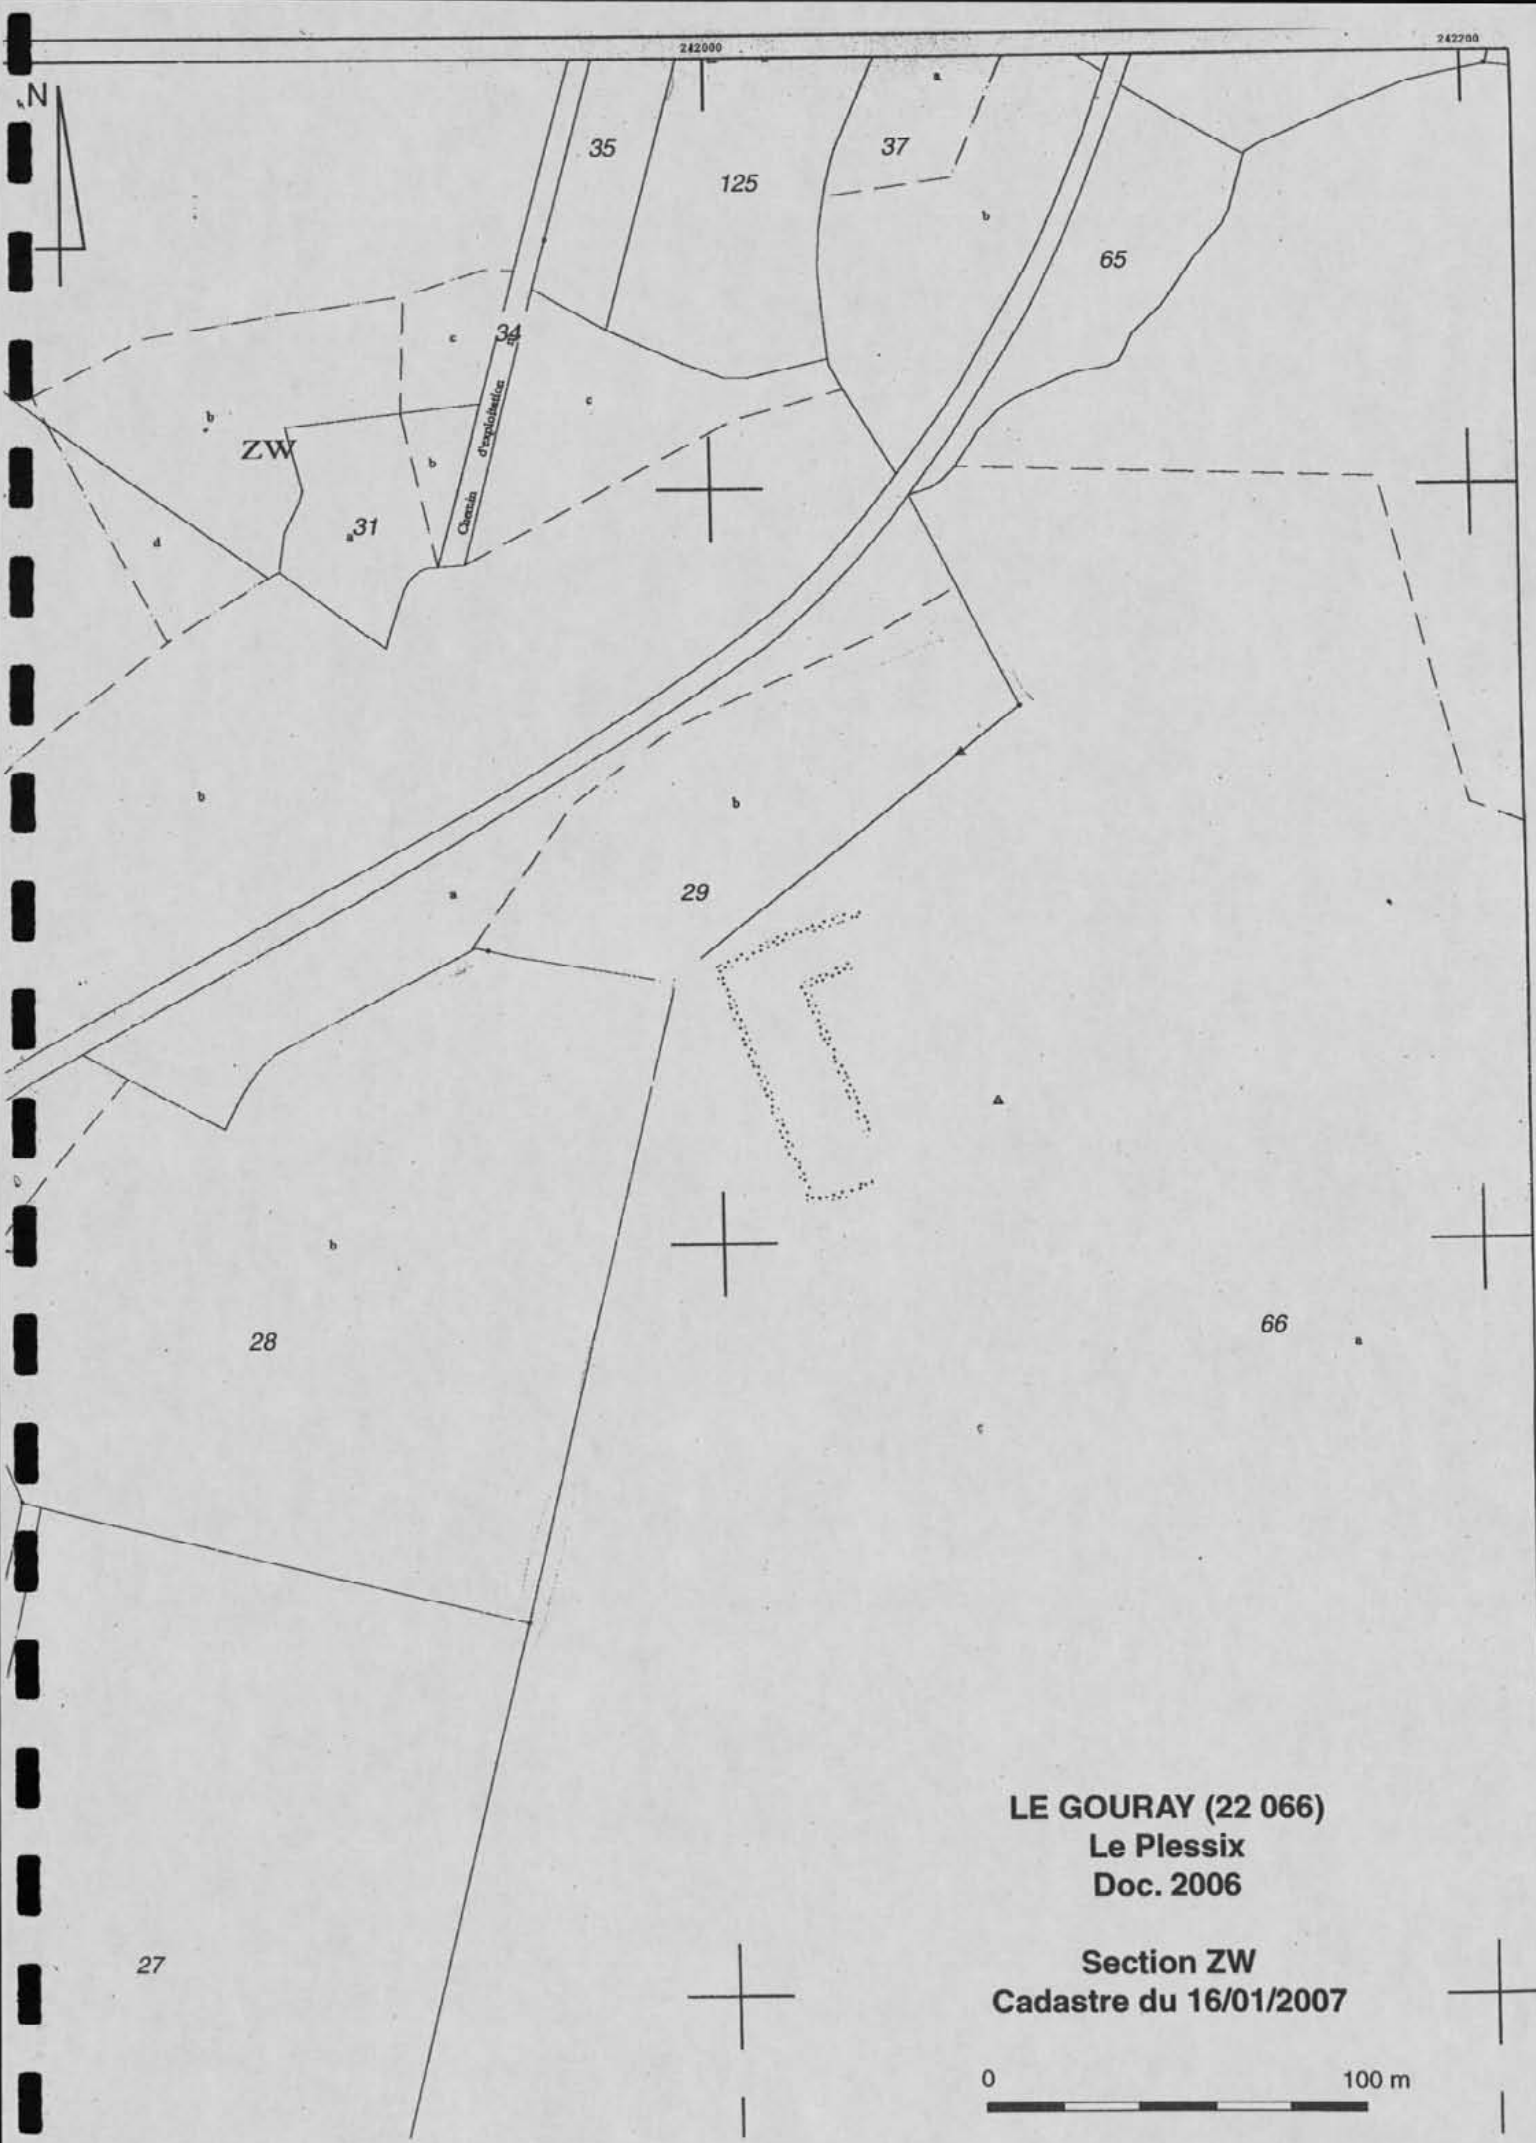 242000
242200
N
a
35
37
125
b
65
34
c
c
b
Chemin d'exploitation
ZW
b
31
a
d
b
b
a
29
b
28
66
a
c
LE GOURAY (22 066)
Le Plessix
Doc. 2006
Section ZW
27
Cadastre du 16/01/2007
0
100 m